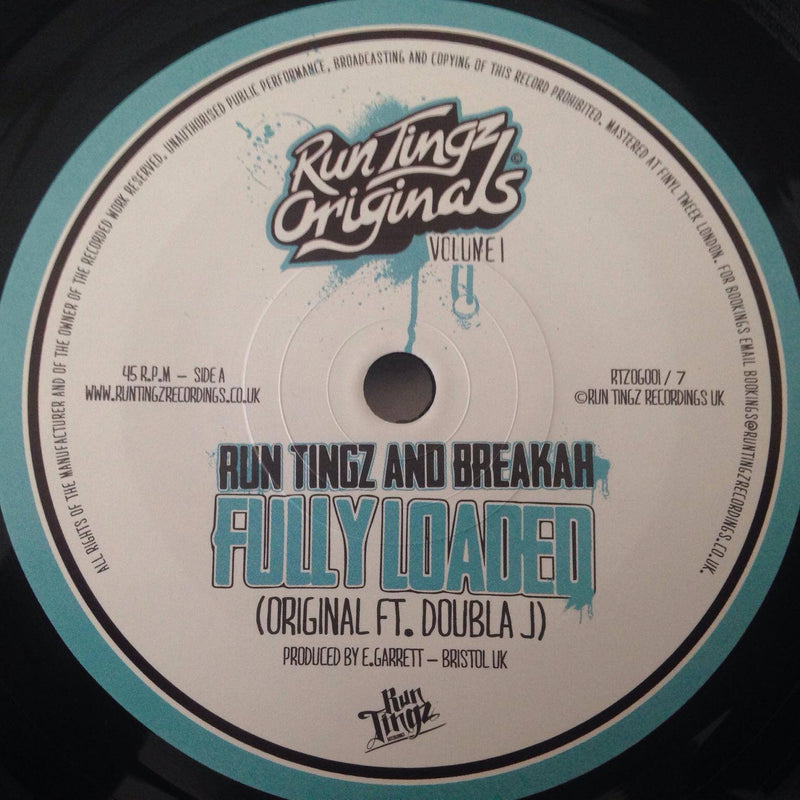 ALL RIGHTS OF THE MANUFACTURER AND OF THE OWNER OF THE RECORDED WORK RESERVED. UNAUTHORISED PUBLIC PERFORMANCE, BROADCASTING AND COPYING OF THIS RECORD PROHIBITED. MASTERED AT FINYL TWEEK LONDON. FOR BOOKINGS EMAIL BOOKINGS@RUNTINGZRECORDINGS.CO.UK.
Run Tingz
Originals
VOLUME 1
45 R.P.M – SIDE A
WWW.RUNTINGZRECORDINGS.CO.UK
RTZOG001 / 7
©RUN TINGZ RECORDINGS UK
RUN TINGZ AND BREAKAH
FULLY LOADED
(ORIGINAL FT. DOUBLA J)
PRODUCED BY E.GARRETT – BRISTOL UK
Run
Tingz